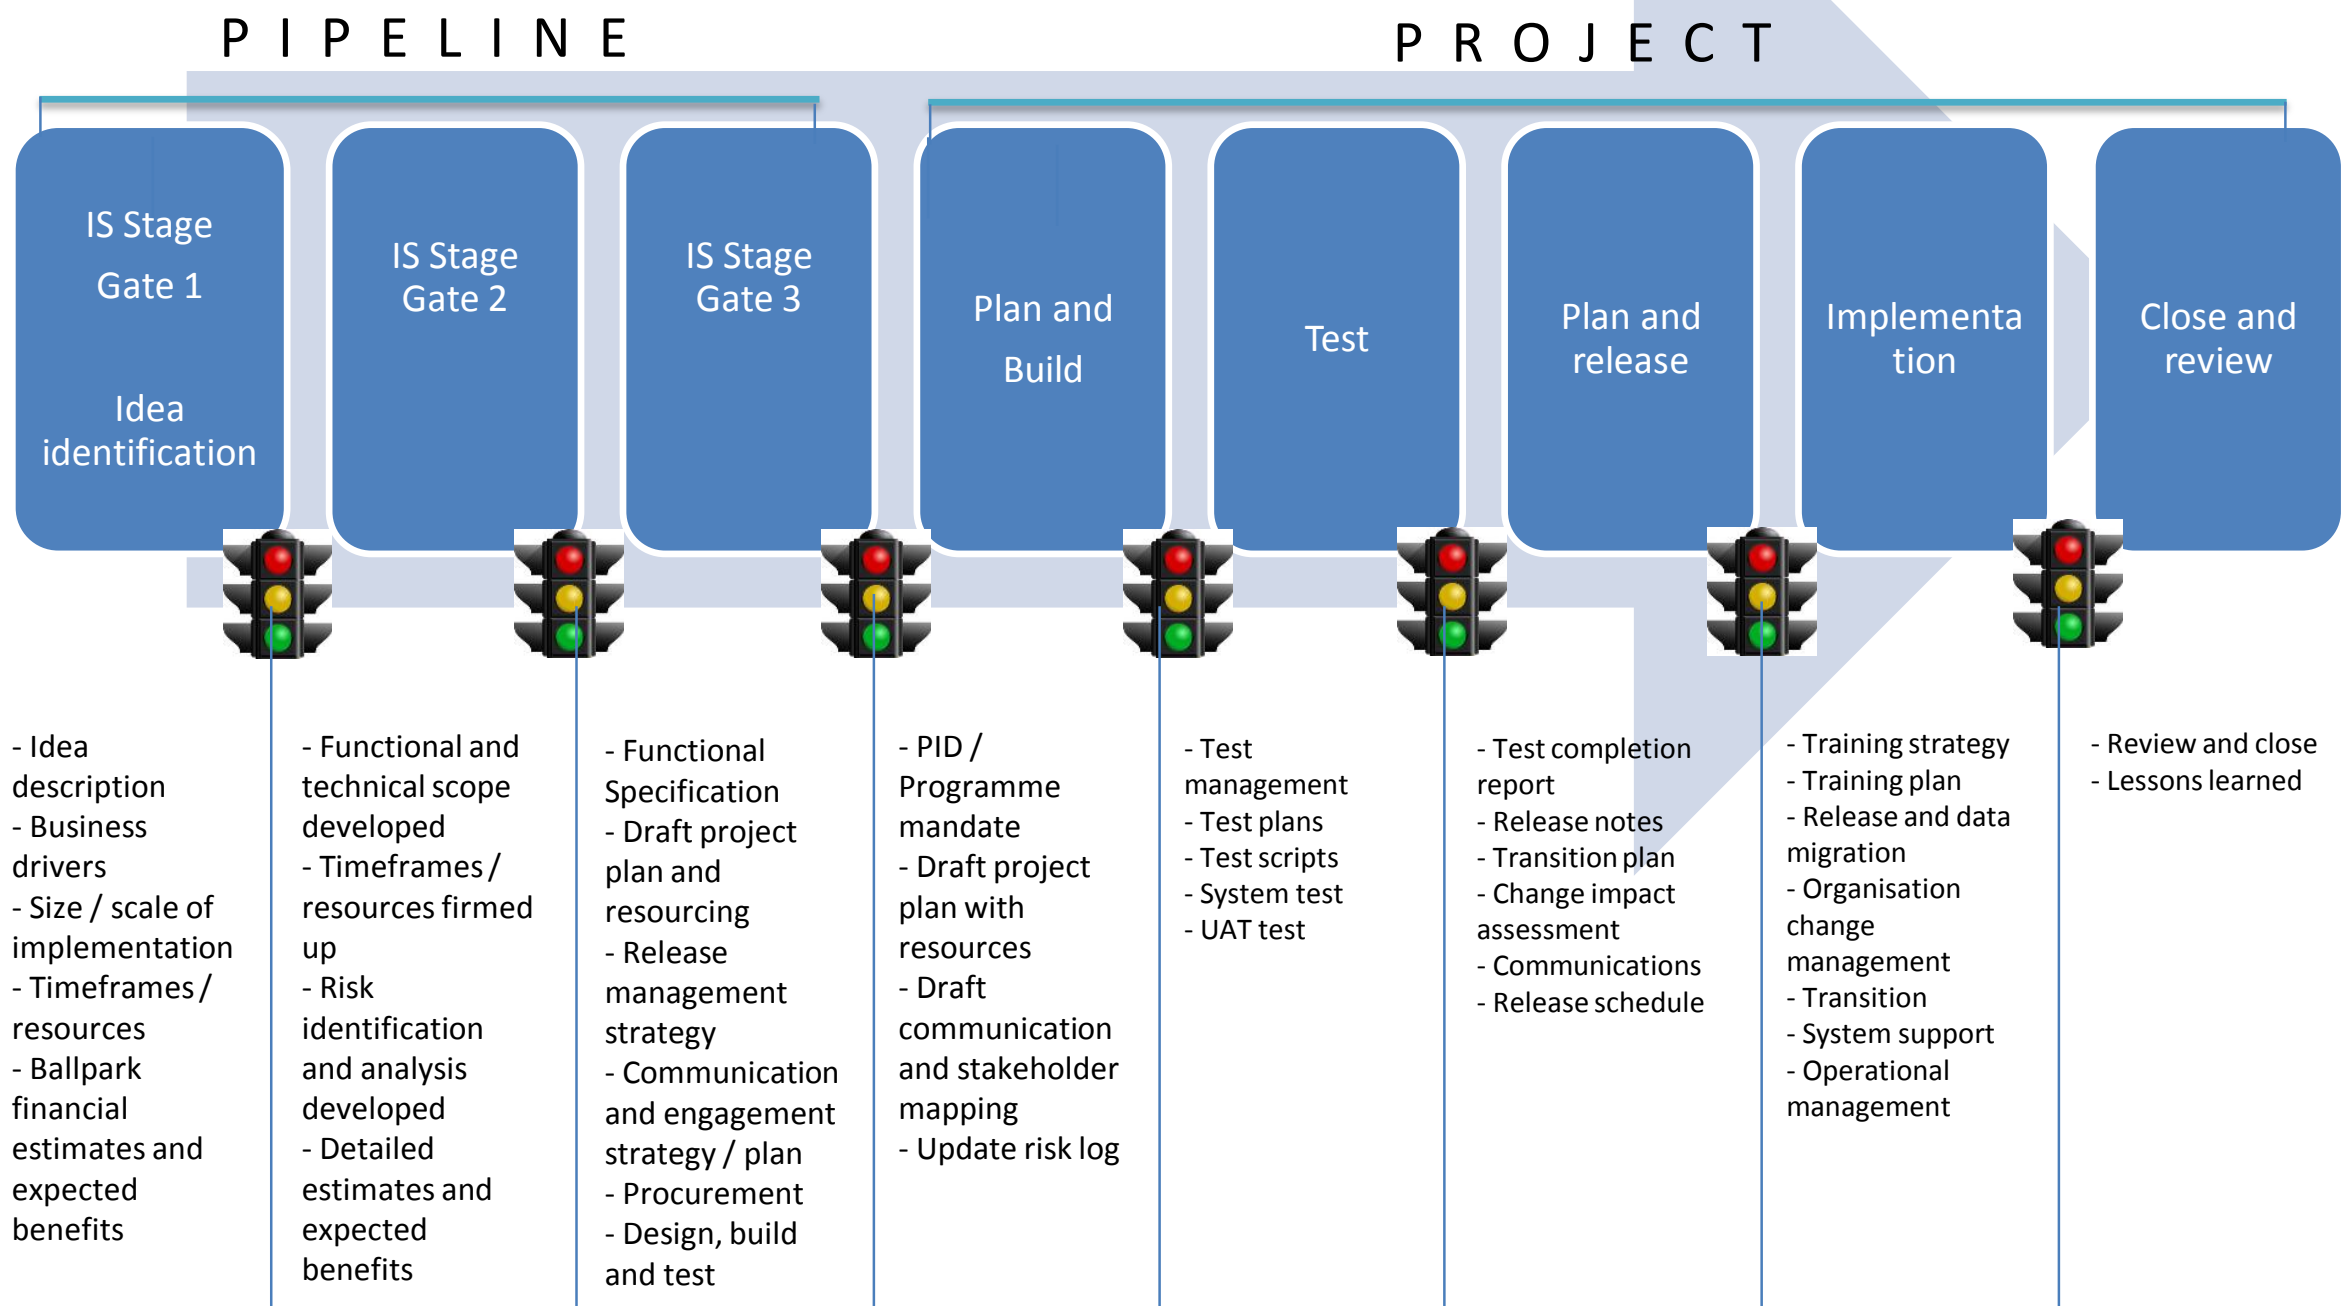 P I P E L I N E
P R O J E C T
IS Stage
Gate 1
Idea
identification
IS Stage
Gate 2
IS Stage
Gate 3
Plan and
Build
Test
Plan and
release
Implementa
tion
Close and
review
- Idea
description
- Business
drivers
- Size / scale of
implementation
- Timeframes /
resources
- Ballpark
financial
estimates and
expected
benefits
- Functional and
technical scope
developed
- Timeframes /
resources firmed
up
- Risk
identification
and analysis
developed
- Detailed
estimates and
expected
benefits
- Functional
Specification
- Draft project
plan and
resourcing
- Release
management
strategy
- Communication
and engagement
strategy / plan
- Procurement
- Design, build
and test
- PID /
Programme
mandate
- Draft project
plan with
resources
- Draft
communication
and stakeholder
mapping
- Update risk log
- Test
management
- Test plans
- Test scripts
- System test
- UAT test
- Test completion
report
- Release notes
- Transition plan
- Change impact
assessment
- Communications
- Release schedule
- Training strategy
- Training plan
- Release and data
migration
- Organisation
change
management
- Transition
- System support
- Operational
management
- Review and close
- Lessons learned